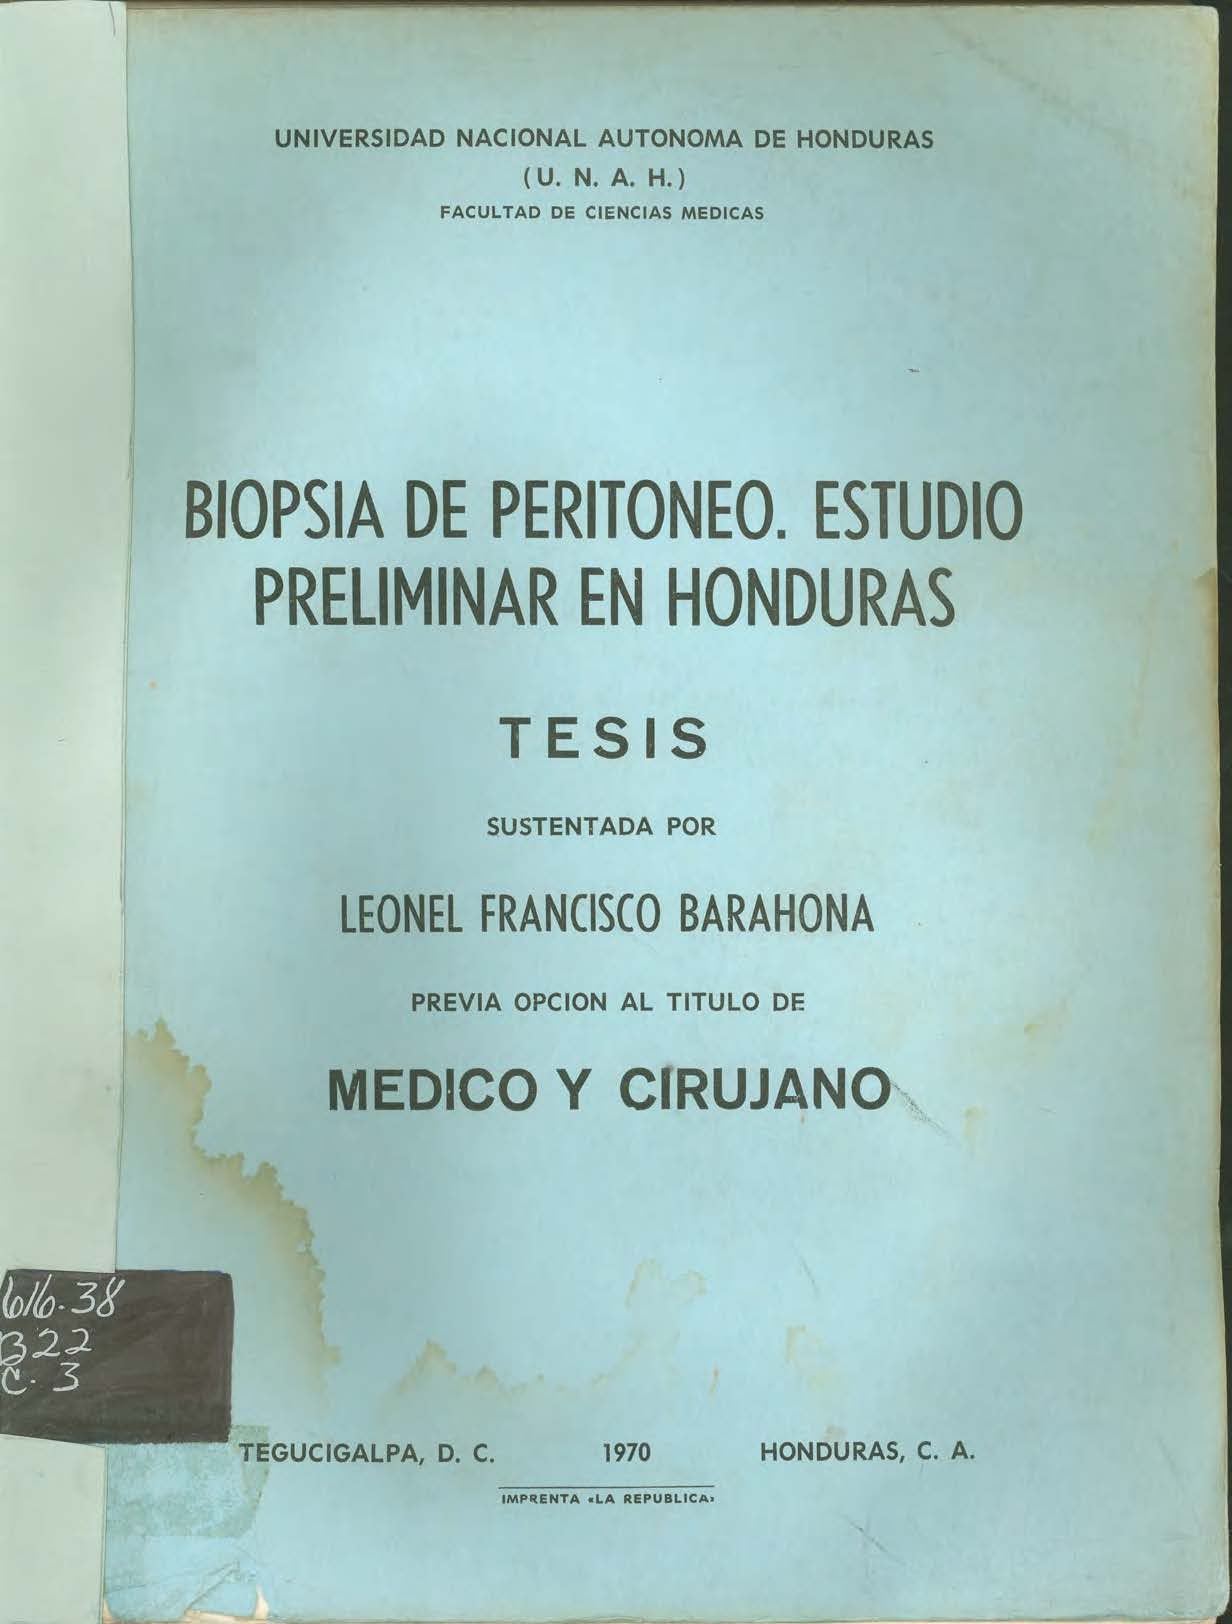 UNIVERSIDAD NACIONAL AUTONOMA DE HONDURAS
(U. N. A. H.)
FACULTAD DE CIENCIAS MEDICAS
BIOPSIA DE PERITONEO. ESTUDIO
PRELIMINAR EN HONDURAS
TESIS
SUSTENTADA POR
LEONEL FRANCISCO BARAHONA
PREVIA OPCION AL TITULO DE
MEDICO Y CIRUJANO
616.38
B22
C. 3
TEGUCIGALPA, D. C. 1970 HONDURAS, C. A.
IMPRENTA «LA REPUBLICA»